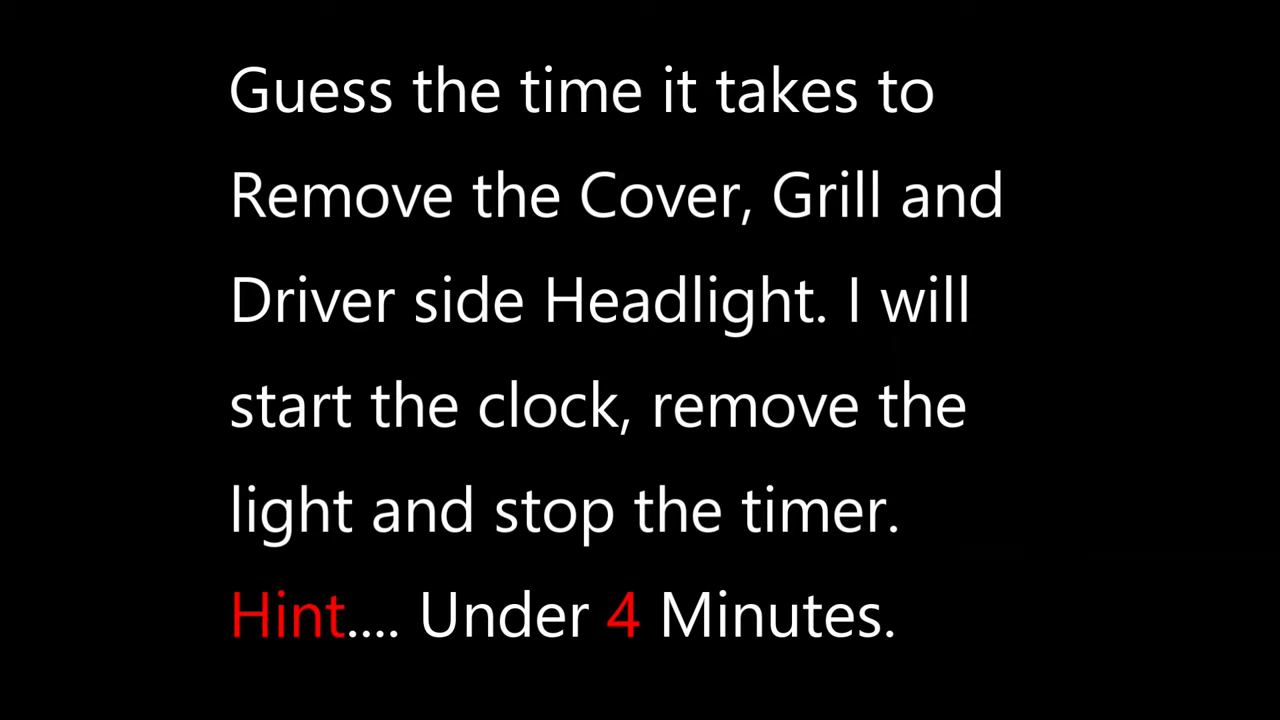 Guess the time it takes to
Remove the Cover, Grill and
Driver side Headlight. I will
start the clock, remove the
light and stop the timer.
Hint.... Under 4 Minutes.